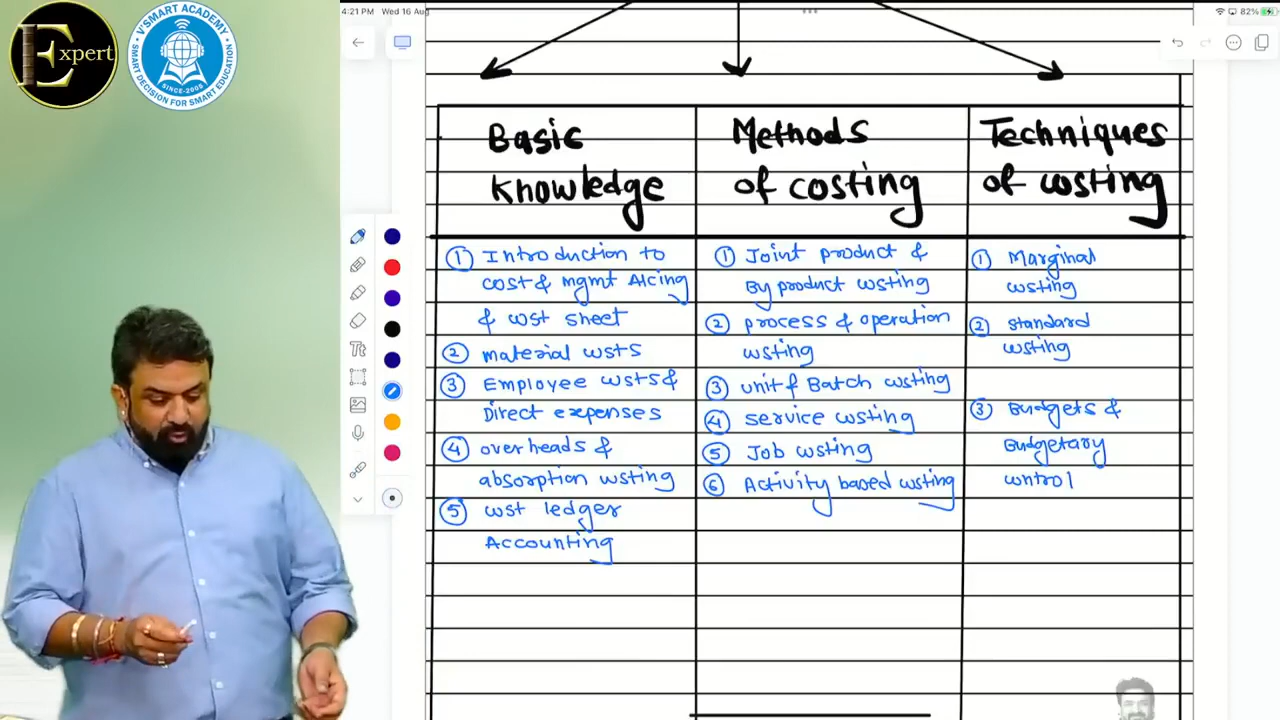 Expert
V'SMART ACADEMY
SINCE-2005
SMART DECISION FOR SMART EDUCATION
4:21 PM Wed 16 Aug
82%
Basic
Knowledge
Methods
of costing
Techniques
of costing
① Introduction to
cost & mgmt A/cing
& cost sheet
② material costs
③ Employee costs &
Direct expenses
④ overheads &
absorption costing
⑤ cost ledger
Accounting
① Joint product &
By product costing
② process & operation
costing
③ unit & Batch costing
④ service costing
⑤ Job costing
⑥ Activity based costing
① Marginal
costing
② standard
costing
③ Budgets &
Budgetary
control
Tt